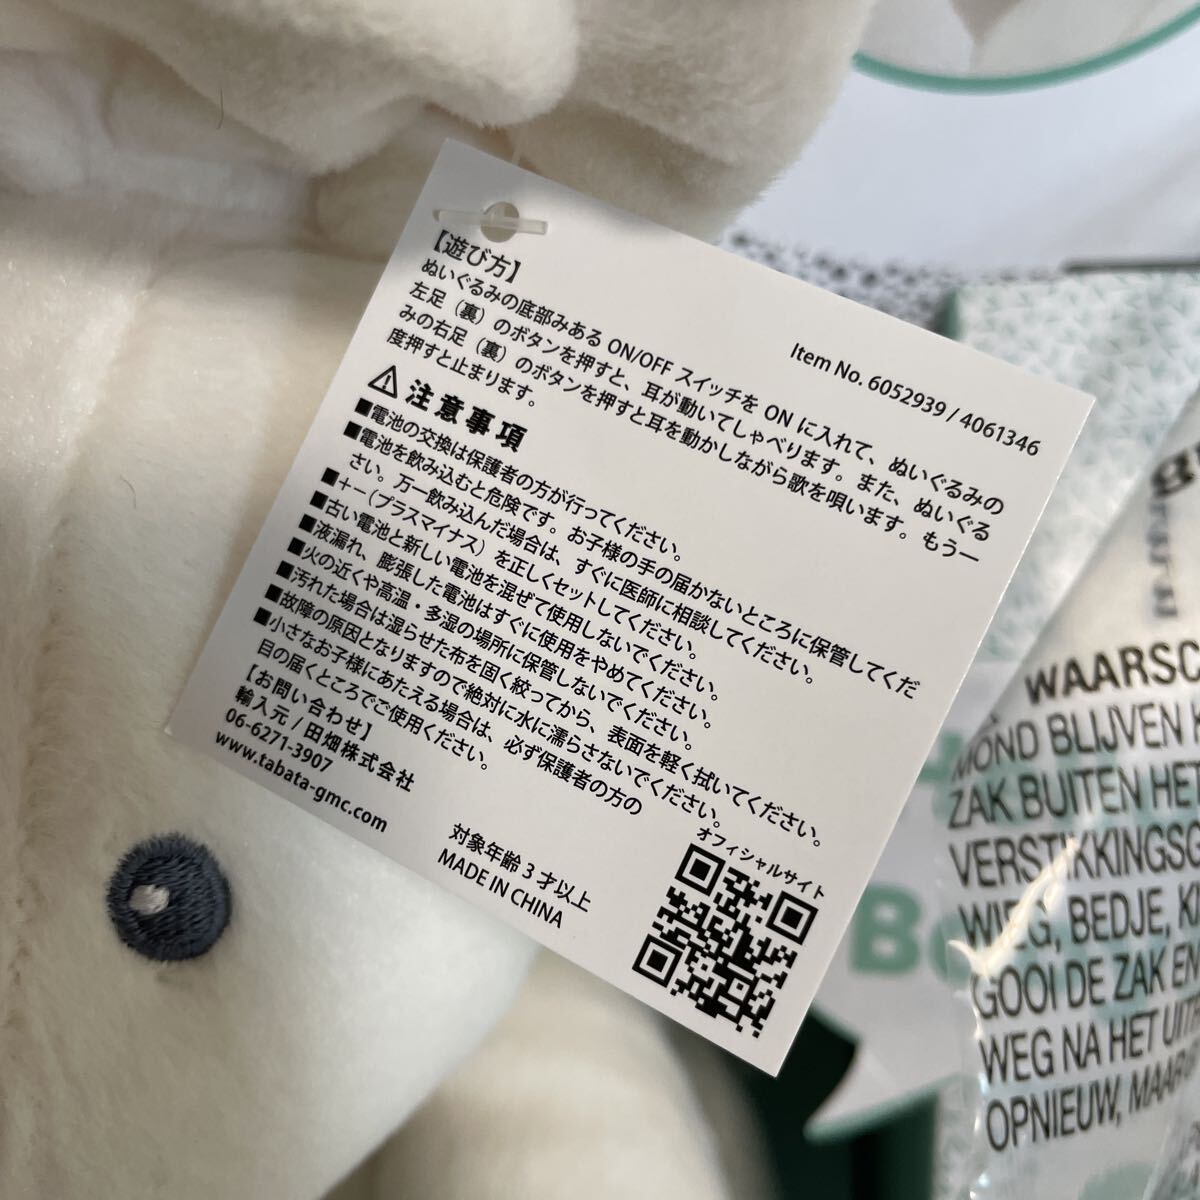 Item No. 6052939 / 4061346
【遊び方】
ぬいぐるみの底部みある ON/OFF スイッチを ON に入れて、ぬいぐるみの
左足（裏）のボタンを押すと、耳が動いてしゃべります。また、ぬいぐる
みの右足（裏）のボタンを押すと耳を動かしながら歌を唄います。もう一
度押すと止まります。
注意事項
■電池の交換は保護者の方が行ってください。
■電池を飲み込むと危険です。お子様の手の届かないところに保管してくだ
さい。万一飲み込んだ場合は、すぐに医師に相談してください。
■＋－（プラスマイナス）を正しくセットしてください。
■古い電池と新しい電池を混ぜて使用しないでください。
■液漏れ、膨張した電池はすぐに使用をやめてください。
■火の近くや高温・多湿の場所に保管しないでください。
■汚れた場合は湿らせた布を固く絞ってから、表面を軽く拭いてください。
■故障の原因となりますので絶対に水に濡らさないでください。
■小さなお子様にあたえる場合は、必ず保護者の方の
目の届くところでご使用ください。
【お問い合わせ】
輸入元 / 田畑株式会社
06-6271-3907
www.tabata-gmc.com
対象年齢 3 才以上
MADE IN CHINA
オフィシャルサイト
MOND BLIJVEN
ZAK BUITEN HET
WEG NA HET
OPNIEUW,